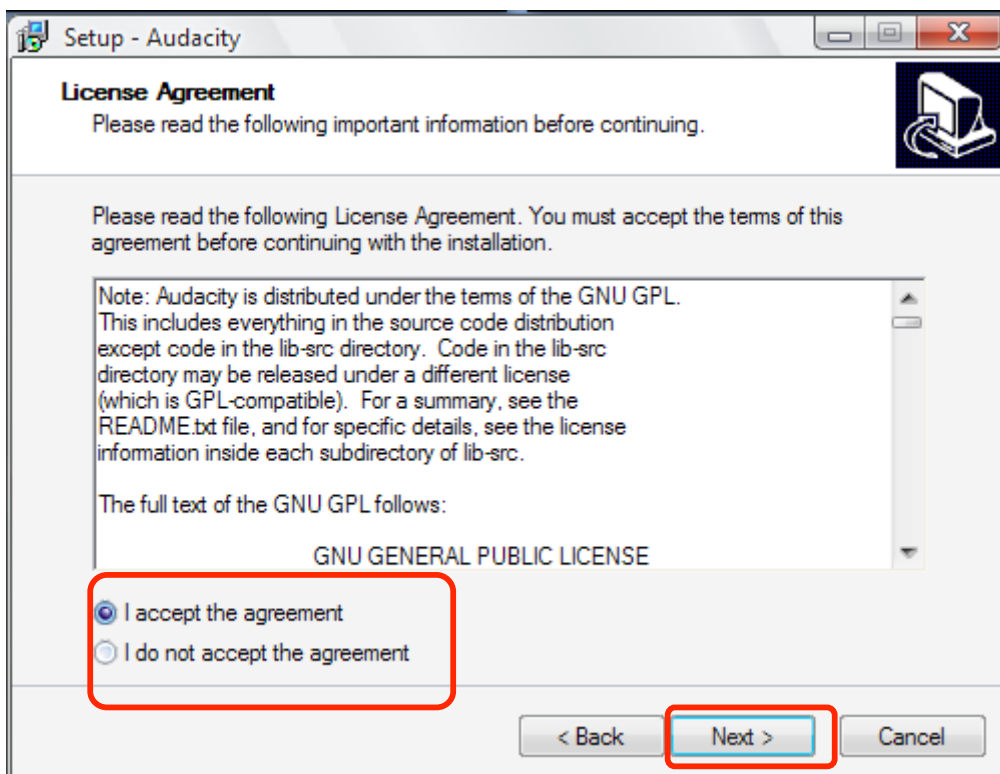 Setup - Audacity
License Agreement
Please read the following important information before continuing.
Please read the following License Agreement. You must accept the terms of this
agreement before continuing with the installation.
Note: Audacity is distributed under the terms of the GNU GPL.
This includes everything in the source code distribution
except code in the lib-src directory.  Code in the lib-src
directory may be released under a different license
(which is GPL-compatible).  For a summary, see the
README.txt file, and for specific details, see the license
information inside each subdirectory of lib-src.
The full text of the GNU GPL follows:
GNU GENERAL PUBLIC LICENSE
I accept the agreement
I do not accept the agreement
< Back Next > Cancel